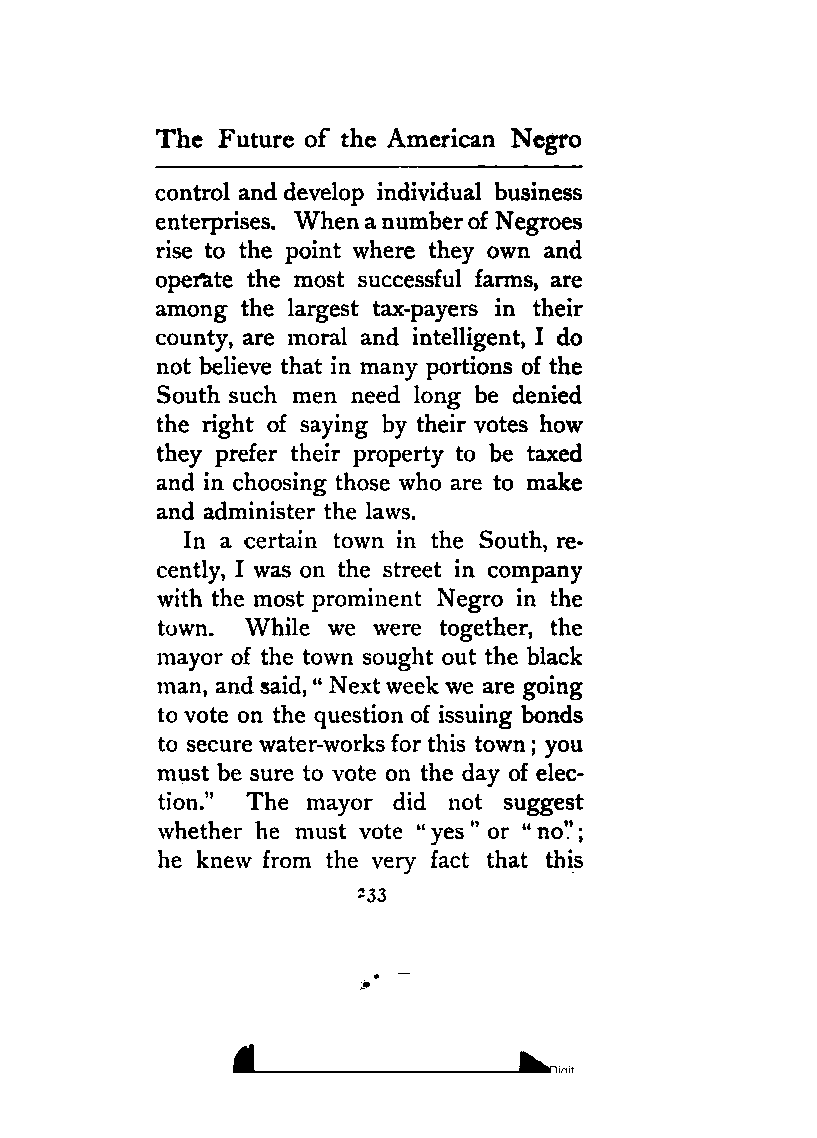 The Future of the American Negro
control and develop individual business
enterprises. When a number of Negroes
rise to the point where they own and
operate the most successful farms, are
among the largest tax-payers in their
county, are moral and intelligent, I do
not believe that in many portions of the
South such men need long be denied
the right of saying by their votes how
they prefer their property to be taxed
and in choosing those who are to make
and administer the laws.
In a certain town in the South, re-
cently, I was on the street in company
with the most prominent Negro in the
town. While we were together, the
mayor of the town sought out the black
man, and said, “ Next week we are going
to vote on the question of issuing bonds
to secure water-works for this town ; you
must be sure to vote on the day of elec-
tion.” The mayor did not suggest
whether he must vote “ yes ” or “ no ” ;
he knew from the very fact that this
233
Digit